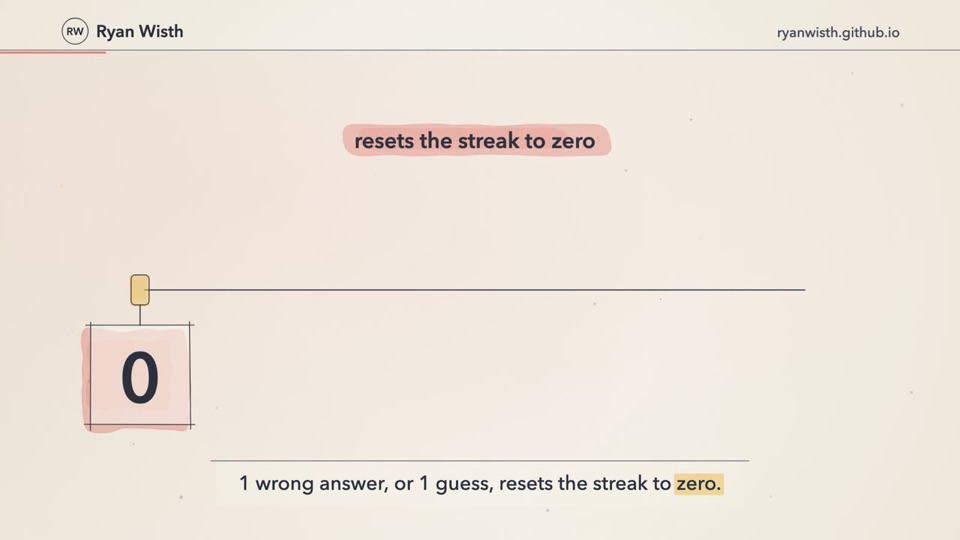 RW Ryan Wisth
ryanwisth.github.io
resets the streak to zero
0
1 wrong answer, or 1 guess, resets the streak to zero.